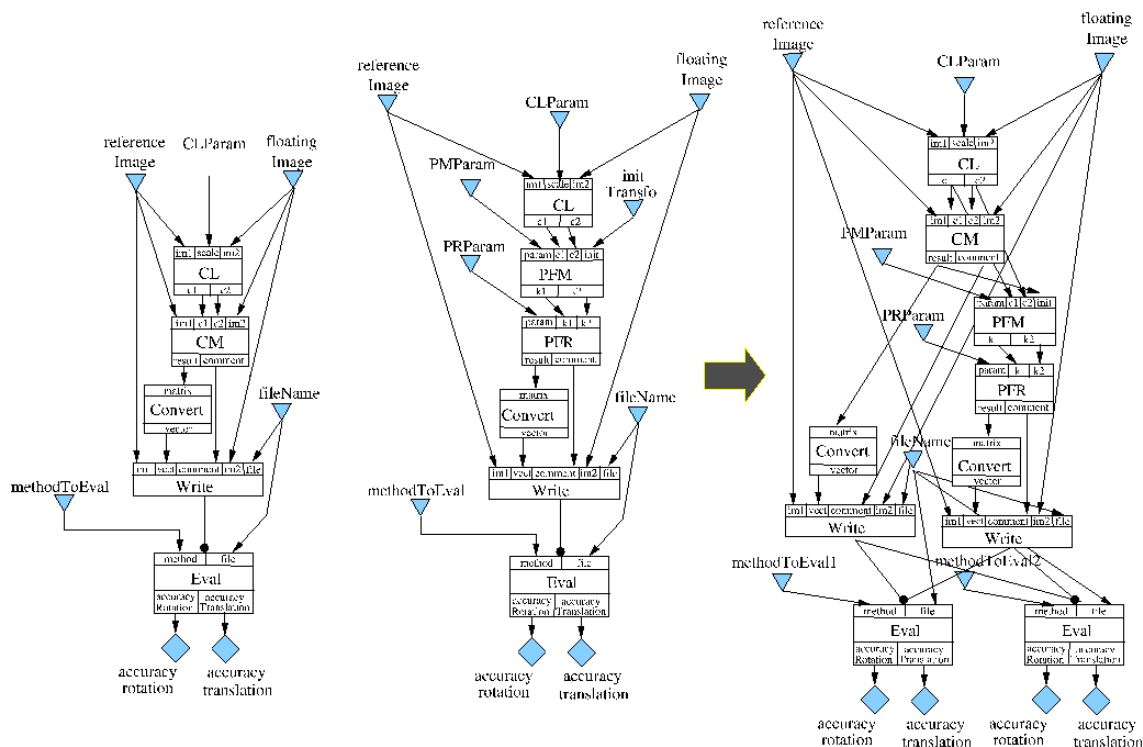 reference
Image
CLParam
floating
Image
im1 scale im2
CL
c1 c2
im1 c1 c2 im2
CM
result comment
matrix
Convert
vector
fileName
im1 vect comment im2 file
Write
methodToEval
method file
Eval
accuracy accuracy
Rotation Translation
accuracy accuracy
rotation translation
reference
Image
floating
Image
CLParam
PMParam
init
Transfo
im1 scale im2
CL
c1 c2
PRParam
param c1 c2 init
PFM
k1 k2
param k1 k2
PFR
result comment
matrix
Convert
vector
fileName
im1 vect comment im2 file
Write
methodToEval
method file
Eval
accuracy accuracy
Rotation Translation
accuracy accuracy
rotation translation
reference
Image
floating
Image
CLParam
im1 scale im2
CL
c c2
im1 c1 c2 im2
CM
result comment
PMParam
param c1 c2 init
PFM
k k2
PRParam
param k k2
PFR
result comment
matrix
Convert
vector
fileName
matrix
Convert
vector
im1 vect comment im2 file
Write
im1 vect comment im2 file
Write
methodToEval1
methodToEval2
method file
Eval
accuracy accuracy
Rotation Translation
method file
Eval
accuracy accuracy
Rotation Translation
accuracy accuracy accuracy accuracy
rotation translation rotation translation